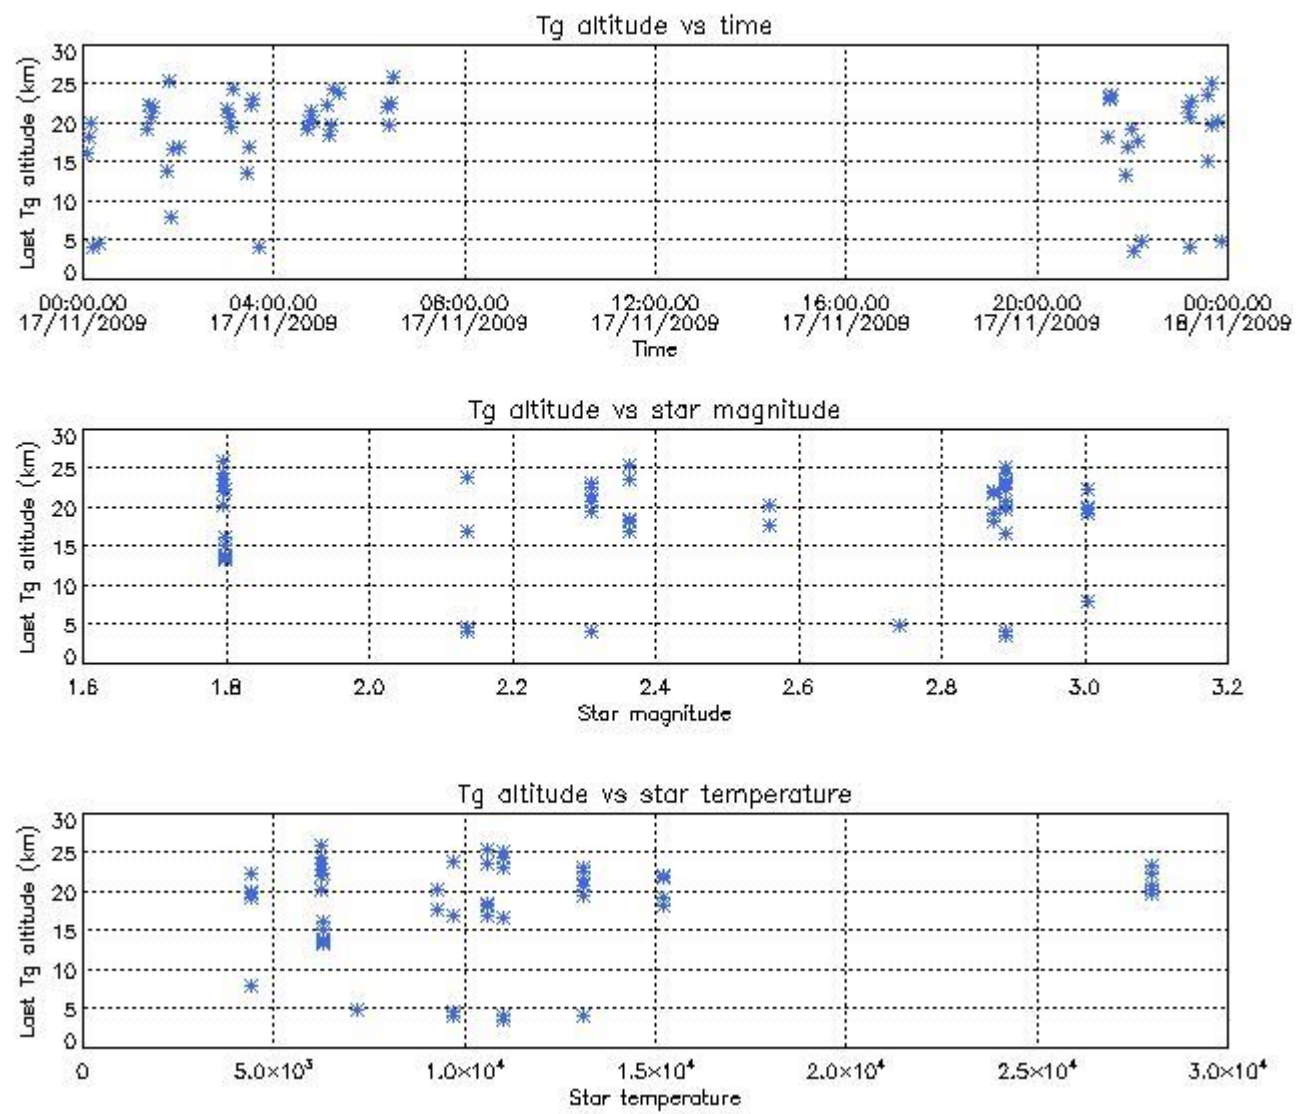 Tg altitude vs time
Last Tg altitude (km)
30
25
20
15
10
5
0
00:00.00 04:00.00 08:00.00 12:00.00 16:00.00 20:00.00 00:00.00
17/11/2009 17/11/2009 17/11/2009 17/11/2009 17/11/2009 17/11/2009 18/11/2009
Time
Tg altitude vs star magnitude
Last Tg altitude (km)
30
25
20
15
10
5
0
1.6 1.8 2.0 2.2 2.4 2.6 2.8 3.0 3.2
Star magnitude
Tg altitude vs star temperature
Last Tg altitude (km)
30
25
20
15
10
5
0
0 5.0×10³ 1.0×10⁴ 1.5×10⁴ 2.0×10⁴ 2.5×10⁴ 3.0×10⁴
Star temperature